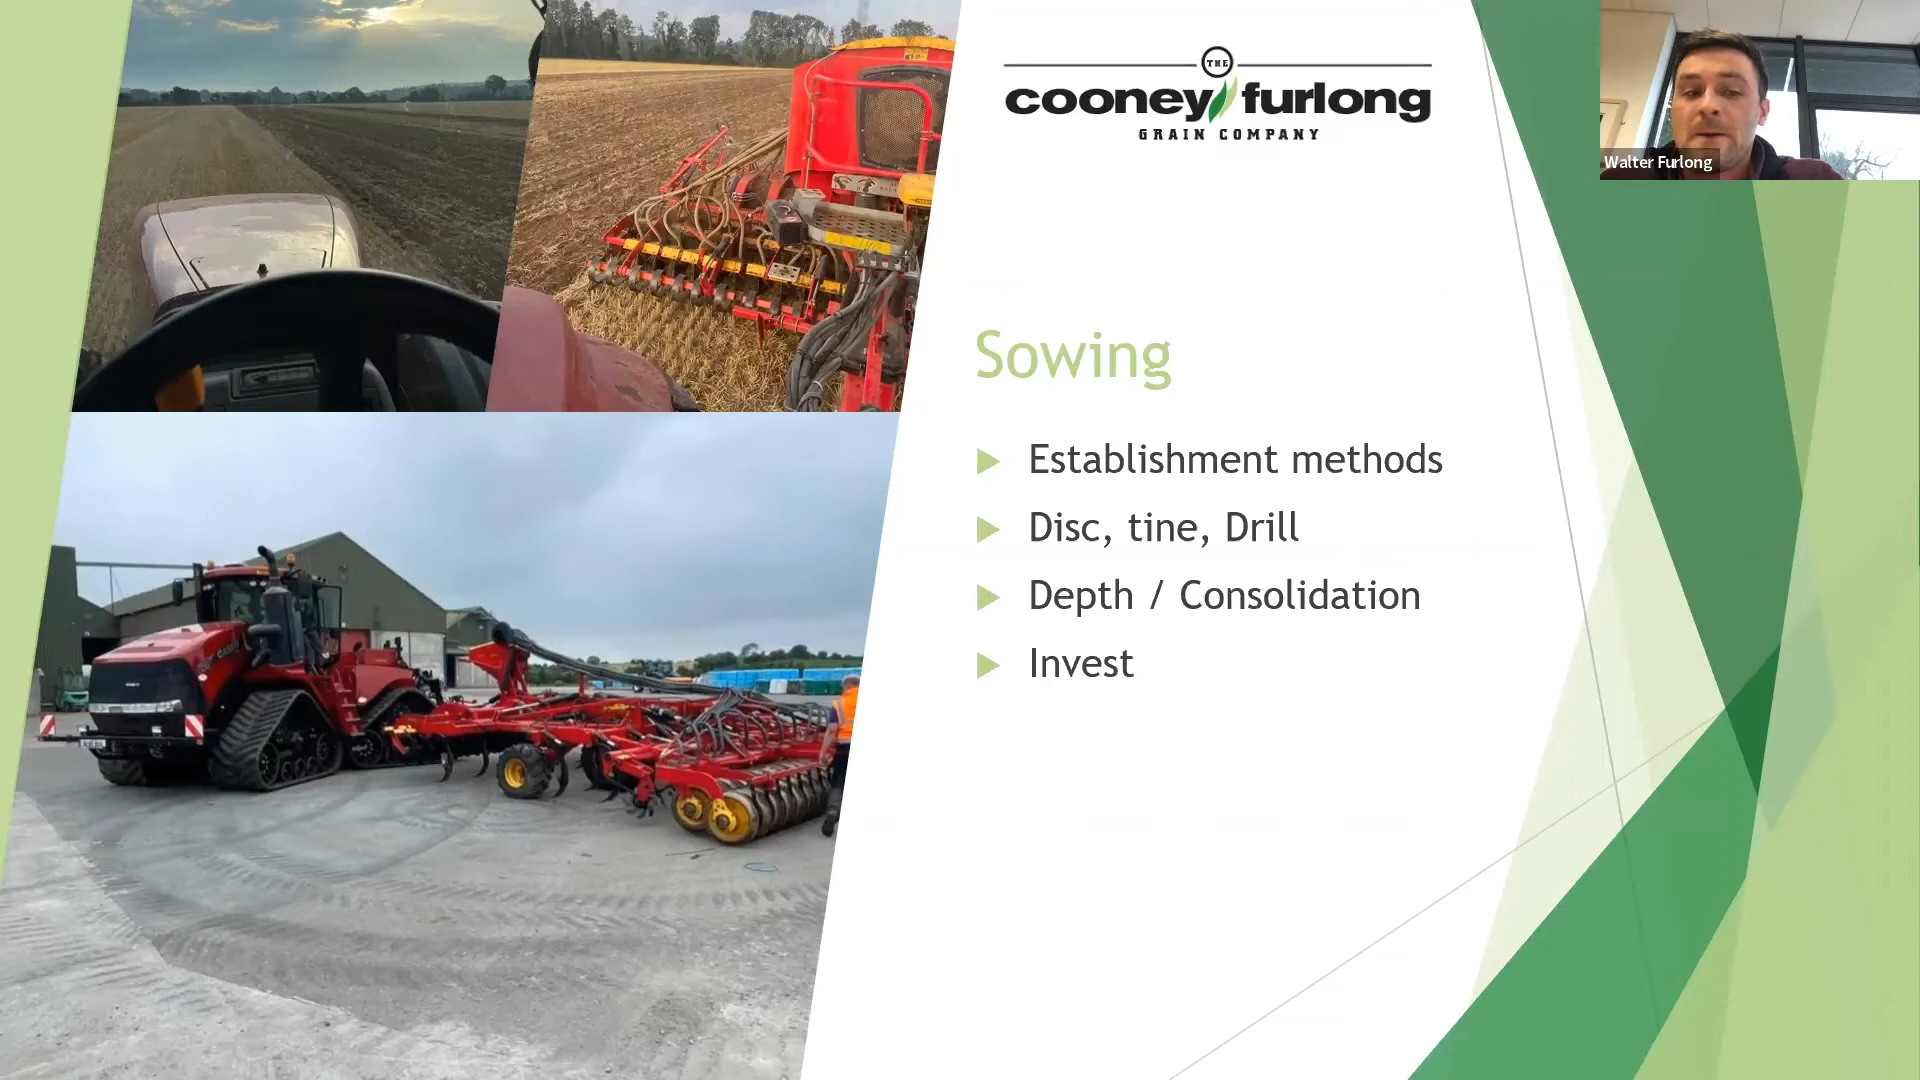 THE
cooney furlong
GRAIN COMPANY
Walter Furlong
Sowing
Establishment methods
Disc, tine, Drill
Depth / Consolidation
Invest